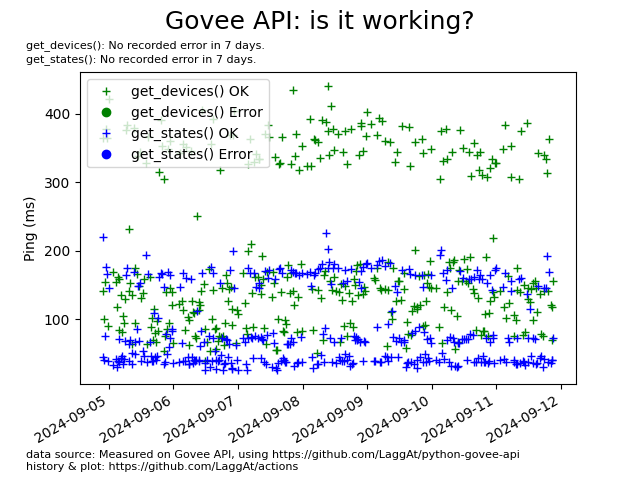 Govee API: is it working?
get_devices(): No recorded error in 7 days.
get_states(): No recorded error in 7 days.
get_devices() OK
get_devices() Error
get_states() OK
get_states() Error
400
300
200
100
Ping (ms)
2024-09-05
2024-09-06
2024-09-07
2024-09-08
2024-09-09
2024-09-10
2024-09-11
2024-09-12
data source: Measured on Govee API, using https://github.com/LaggAt/python-govee-api
history & plot: https://github.com/LaggAt/actions